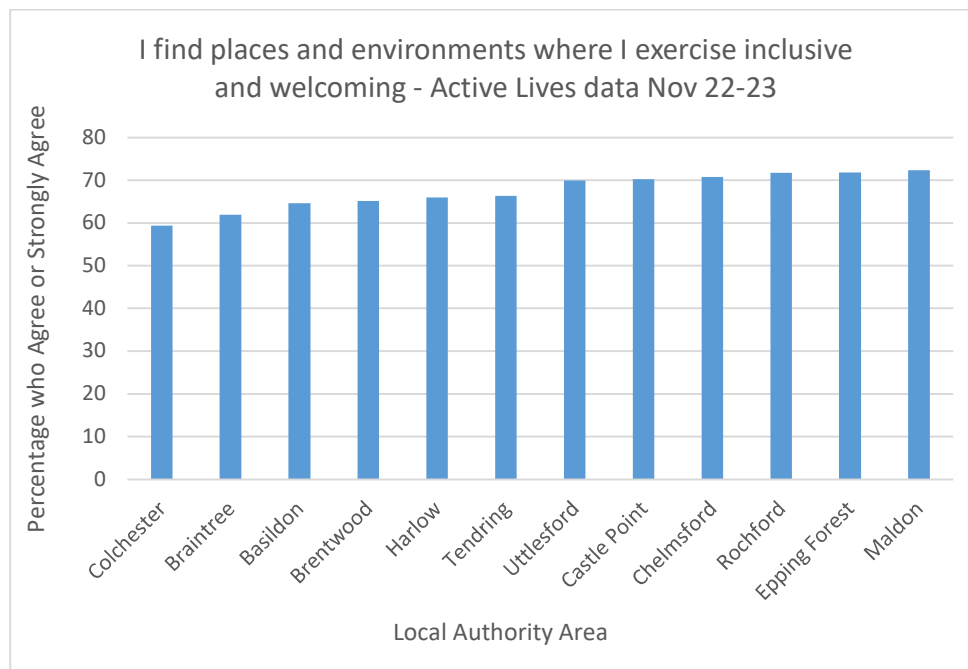 I find places and environments where I exercise inclusive
and welcoming - Active Lives data Nov 22-23
Percentage who Agree or Strongly Agree
80
70
60
50
40
30
20
10
0
Colchester
Braintree
Basildon
Brentwood
Harlow
Tendring
Uttlesford
Castle Point
Chelmsford
Rochford
Epping Forest
Maldon
Local Authority Area